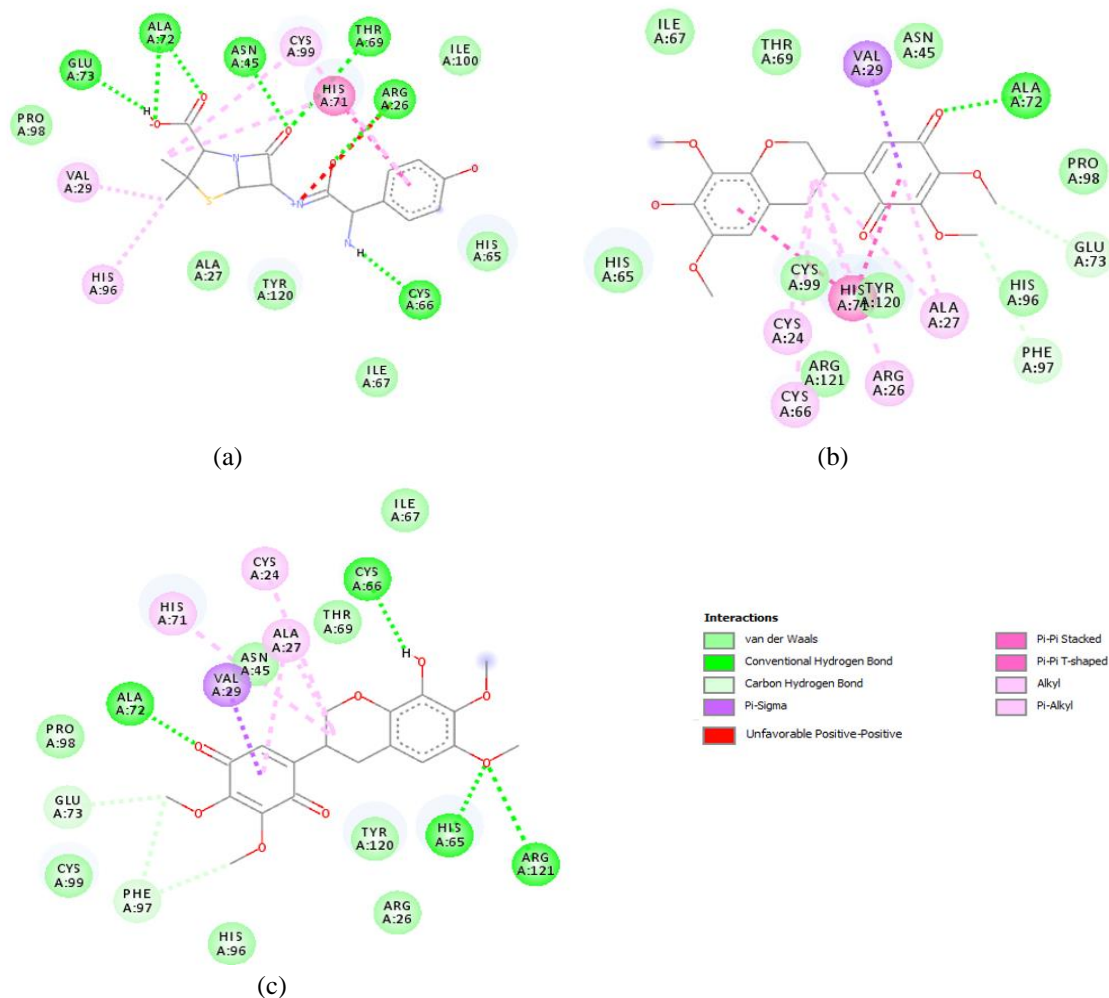 ALA
A:72
THR
A:69
ASN
A:45
CYS
A:99
GLU
A:73
ILE
A:100
HIS
A:71
ARG
A:26
H
O
O
O
-O
PRO
A:98
N
O
O
VAL
A:29
S
+N
N
H
HIS
A:65
HIS
A:96
ALA
A:27
TYR
A:120
CYS
A:66
ILE
A:67
(a)
ILE
A:67
THR
A:69
VAL
A:29
ASN
A:45
ALA
A:72
O
O
O
PRO
A:98
O
O
O
O
O
GLU
A:73
HIS
A:65
CYS
A:99
HIS
A:71
TYR
A:120
HIS
A:96
ALA
A:27
CYS
A:24
PHE
A:97
ARG
A:121
ARG
A:26
CYS
A:66
(b)
ILE
A:67
CYS
A:24
CYS
A:66
HIS
A:71
THR
A:69
ALA
A:27
H
O
O
ASN
A:45
VAL
A:29
ALA
A:72
O
O
PRO
A:98
O
O
GLU
A:73
O
O
O
TYR
A:120
HIS
A:65
ARG
A:121
CYS
A:99
PHE
A:97
ARG
A:26
HIS
A:96
(c)
Interactions
van der Waals
Conventional Hydrogen Bond
Carbon Hydrogen Bond
Pi-Sigma
Unfavorable Positive-Positive
Pi-Pi Stacked
Pi-Pi T-shaped
Alkyl
Pi-Alkyl